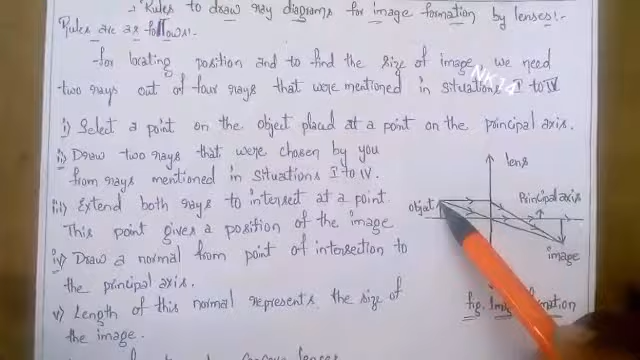 :- Rules to draw ray diagrams for image formation by lenses:-
Rules are as follows:-
for locating position and to find the size of image, we need
two rays out of four rays that were mentioned in situations I to IV
NK14
i) Select a point on the object placed at a point on the principal axis.
ii) Draw two rays that were chosen by you
from rays mentioned in situations I to IV.
iii) Extend both rays to intersect at a point.
This point gives a position of the image
iv) Draw a normal from point of intersection to
the principal axis.
v) Length of this normal represents the size of
the image.
lens
Principal axis
object
image
fig. Image